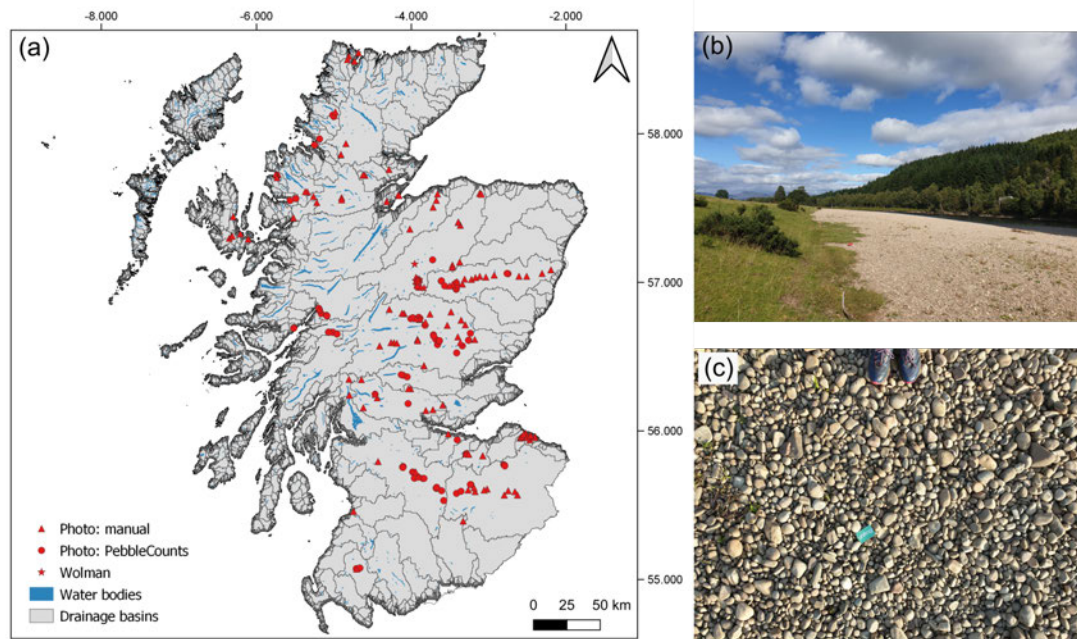 -8.000 -6.000 -4.000 -2.000
(a)
58.000
57.000
56.000
55.000
Photo: manual
Photo: PebbleCounts
Wolman
Water bodies
Drainage basins
0 25 50 km
(b)
(c)